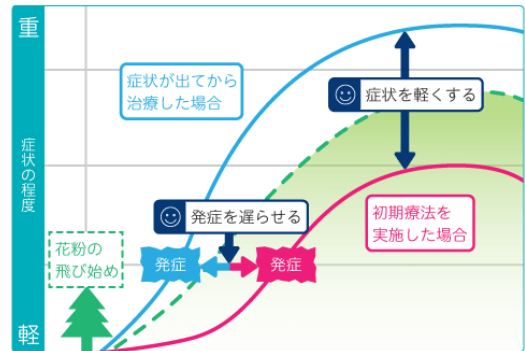 重
症状の程度
軽
症状が出てから
治療した場合
症状を軽くする
発症を遅らせる
初期療法を
実施した場合
花粉の
飛び始め
発症
発症